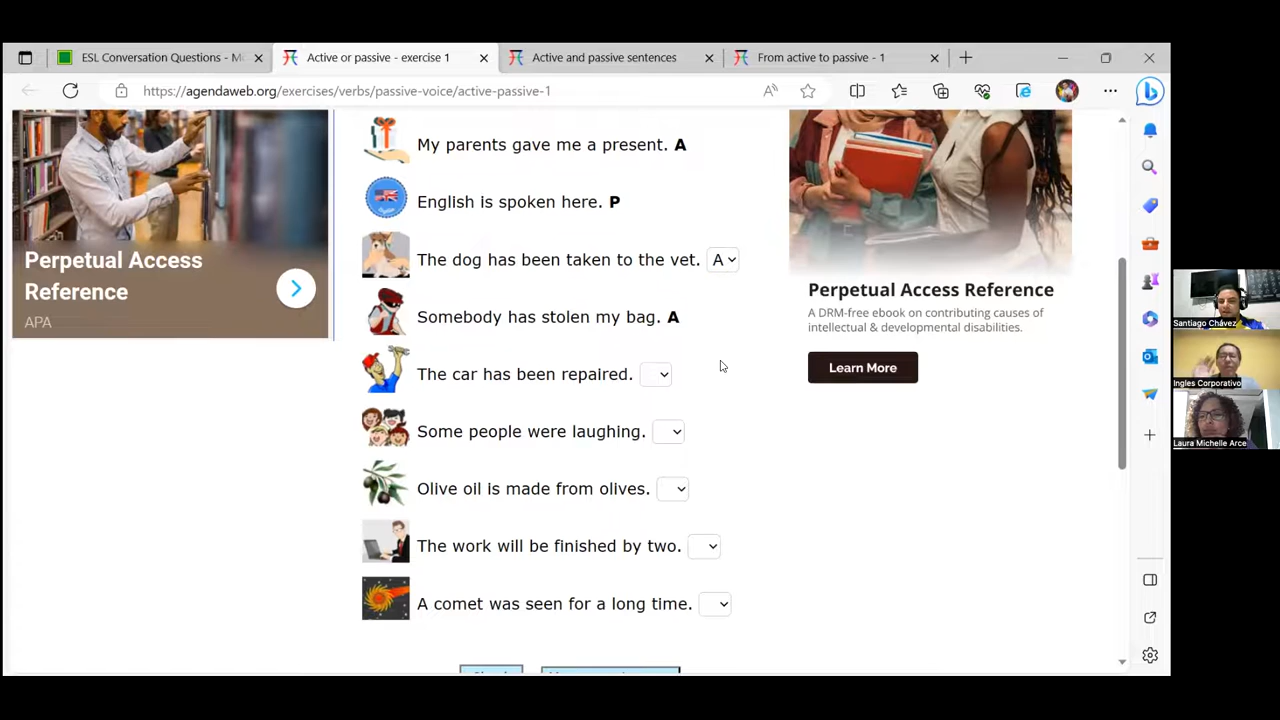 ESL Conversation Questions - M
Active or passive - exercise 1
Active and passive sentences
From active to passive - 1
https://agendaweb.org/exercises/verbs/passive-voice/active-passive-1
My parents gave me a present. A
English is spoken here. P
The dog has been taken to the vet. A
Somebody has stolen my bag. A
The car has been repaired.
Some people were laughing.
Olive oil is made from olives.
The work will be finished by two.
A comet was seen for a long time.
Perpetual Access
Reference
APA
Perpetual Access Reference
A DRM-free ebook on contributing causes of
intellectual & developmental disabilities.
Learn More
Santiago Chávez
Ingles Corporativo
Laura Michelle Arce